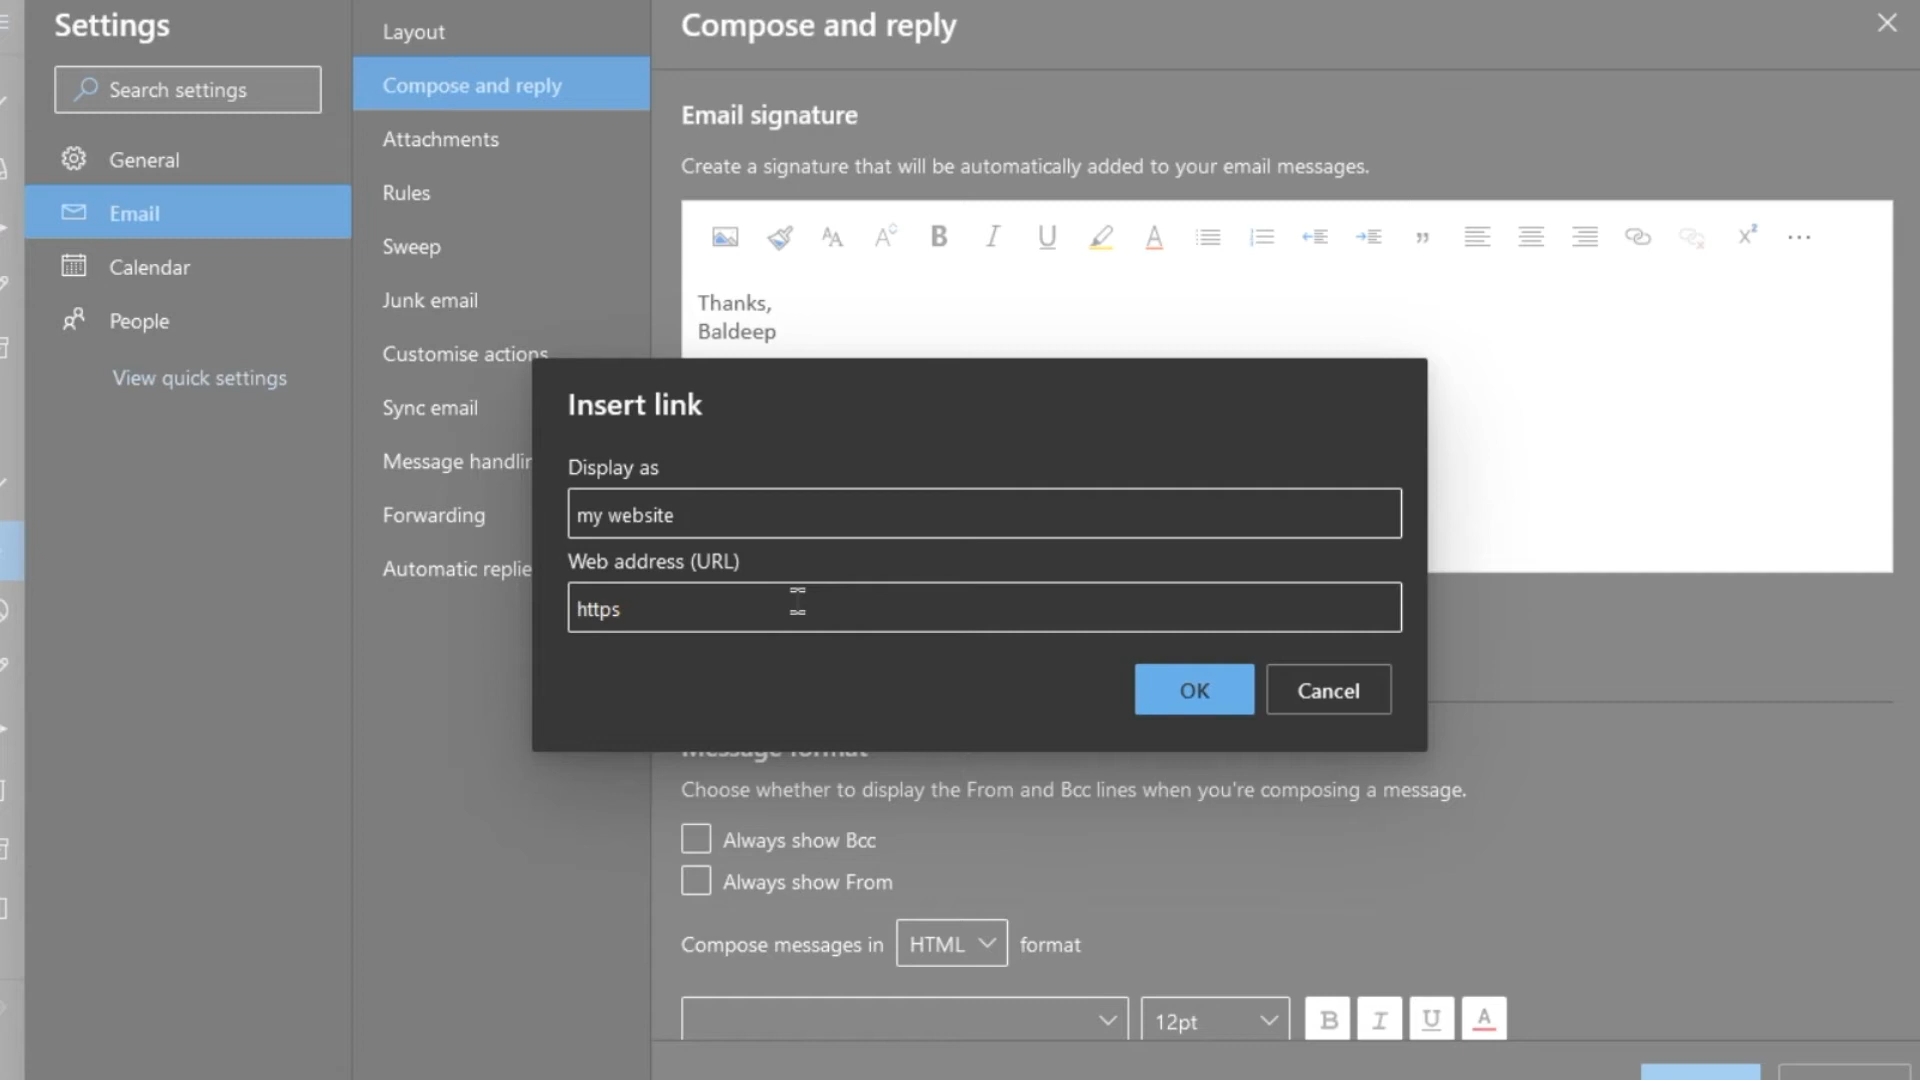 Settings
Search settings
General
Email
Calendar
People
View quick settings
Layout
Compose and reply
Attachments
Rules
Sweep
Junk email
Customise actions
Sync email
Message handlin
Forwarding
Automatic replie
Compose and reply
Email signature
Create a signature that will be automatically added to your email messages.
Thanks,
Baldeep
Insert link
Display as
my website
Web address (URL)
https
OK
Cancel
Message format
Choose whether to display the From and Bcc lines when you're composing a message.
Always show Bcc
Always show From
Compose messages in HTML format
12pt B I U A